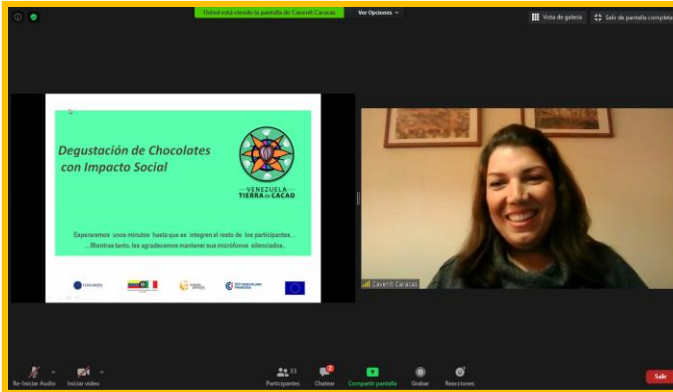 Usted está viendo la pantalla de Cavenit Caracas
Ver Opciones
Vista de galería
Salir de pantalla completa
Degustación de Chocolates
con Impacto Social
VENEZUELA
TIERRA DE CACAO
Esperaremos unos minutos hasta que se integren el resto de los participantes...
...Mientras tanto, les agradecemos mantener sus micrófonos silenciados.
Cavenit Caracas
Re-Iniciar Audio
Iniciar video
33
Participantes
2
Chatear
Compartir pantalla
Grabar
Reacciones
Salir